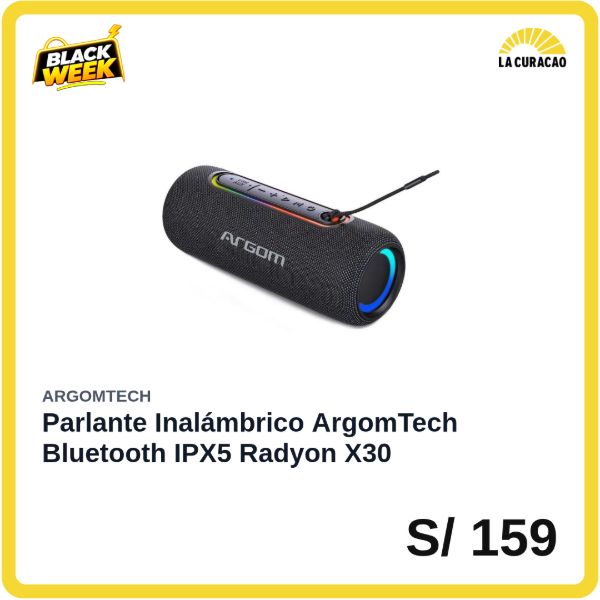 BLACK
WEEK
LA CURACAO
ARGOM
ARGOMTECH
Parlante Inalámbrico ArgomTech
Bluetooth IPX5 Radyon X30
S/ 159